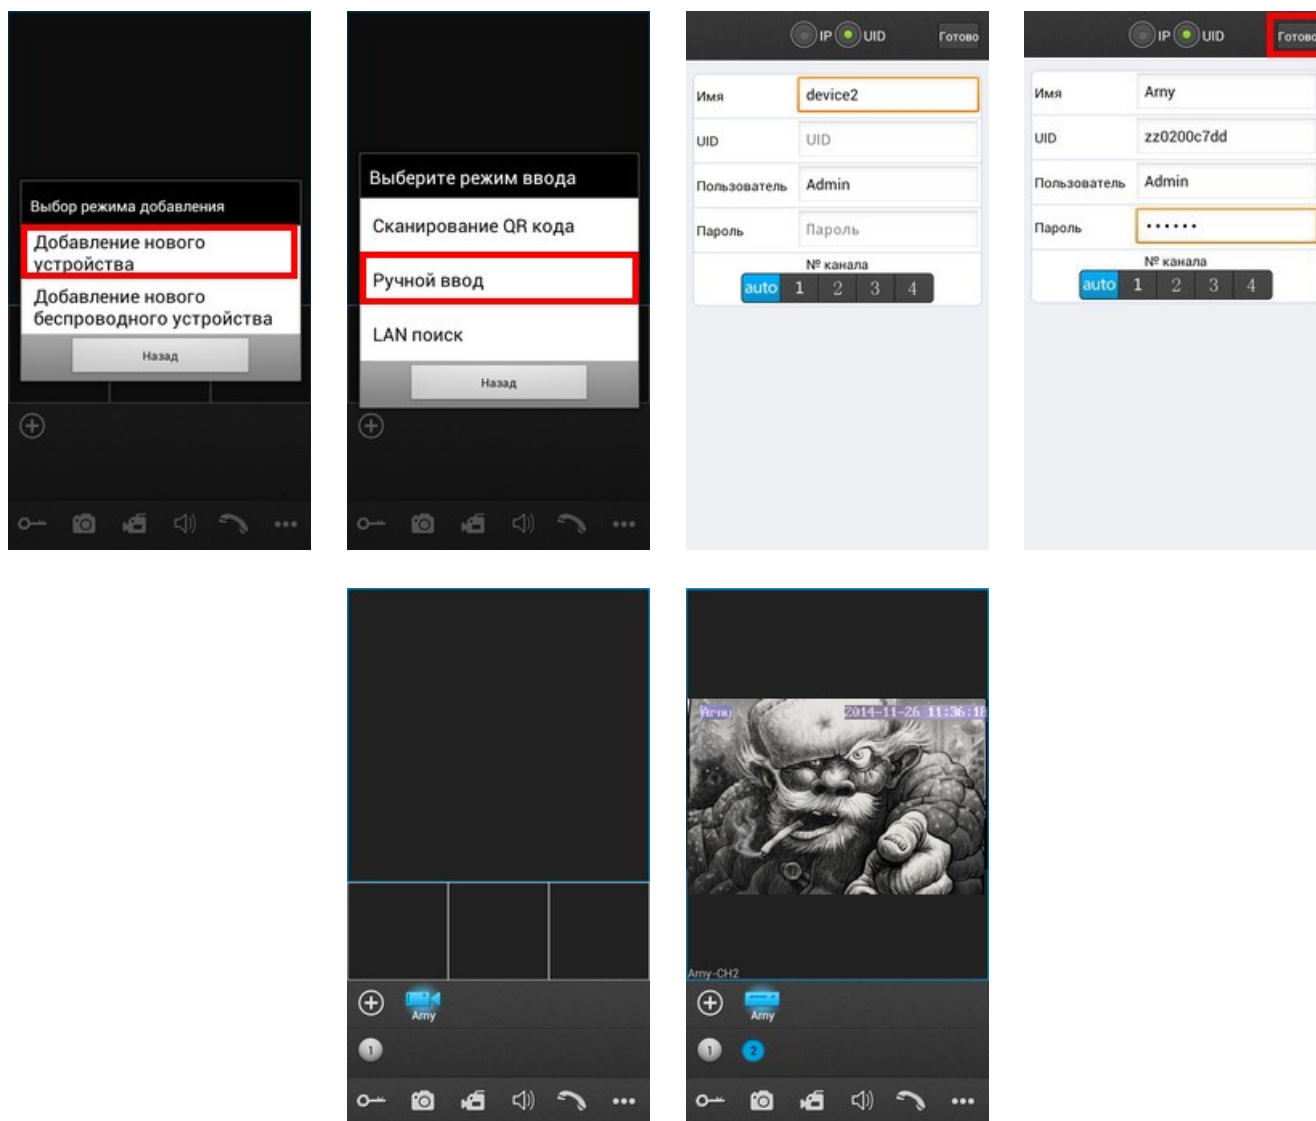 Выбор режима добавления
Добавление нового
устройства
Добавление нового
беспроводного устройства
Назад
Выберите режим ввода
Сканирование QR кода
Ручной ввод
LAN поиск
Назад
IP UID Готово
Имя device2
UID UID
Пользователь Admin
Пароль Пароль
№ канала
auto 1 2 3 4
IP UID Готово
Имя Arny
UID zz0200c7dd
Пользователь Admin
Пароль ••••••
№ канала
auto 1 2 3 4
Arny
1
Arny 2014-11-26 11:36:18
Arny-CH2
Arny
1 2